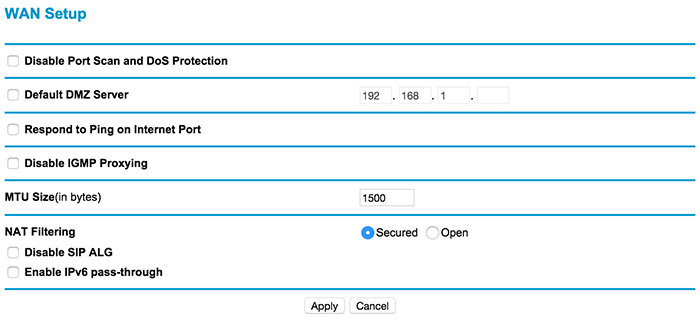 WAN Setup
Disable Port Scan and DoS Protection
Default DMZ Server 192 . 168 . 1 .
Respond to Ping on Internet Port
Disable IGMP Proxying
MTU Size(in bytes) 1500
NAT Filtering Secured Open
Disable SIP ALG
Enable IPv6 pass-through
Apply Cancel